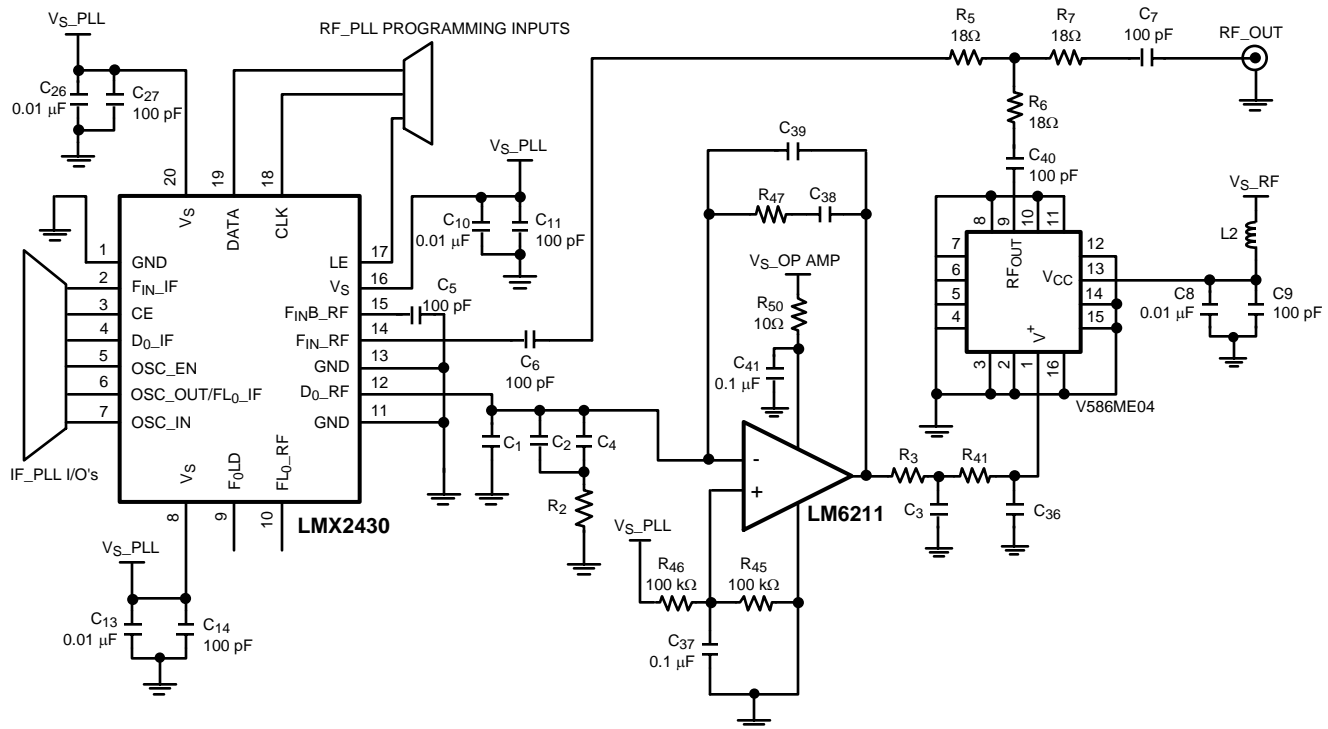 V_S_PLL
RF_PLL PROGRAMMING INPUTS
R5
18Ω
R7
18Ω
C7
100 pF
RF_OUT
C26
0.01 µF
C27
100 pF
R6
18Ω
C40
100 pF
C39
R47
C38
V_S_PLL
C10
0.01 µF
C11
100 pF
V_S_RF
L2
20
19
18
V_S
DATA
CLK
1
GND
2
F_IN_IF
3
CE
4
D0_IF
5
OSC_EN
6
OSC_OUT/FL0_IF
7
OSC_IN
IF_PLL I/O's
LE
17
V_S
16
F_INB_RF
15
F_IN_RF
14
GND
13
D0_RF
12
GND
11
C5
100 pF
C6
100 pF
V_S
F0LD
FL0_RF
8
9
10
LMX2430
V_S_PLL
C13
0.01 µF
C14
100 pF
C1
C2
C4
R2
V_S_OP AMP
R50
10Ω
C41
0.1 µF
-
+
LM6211
V_S_PLL
R46
100 kΩ
R45
100 kΩ
C37
0.1 µF
R3
R41
C3
C36
8
9
10
11
7
6
5
4
RF_OUT
V_CC
V+
12
13
14
15
3
2
1
16
V586ME04
C8
0.01 µF
C9
100 pF